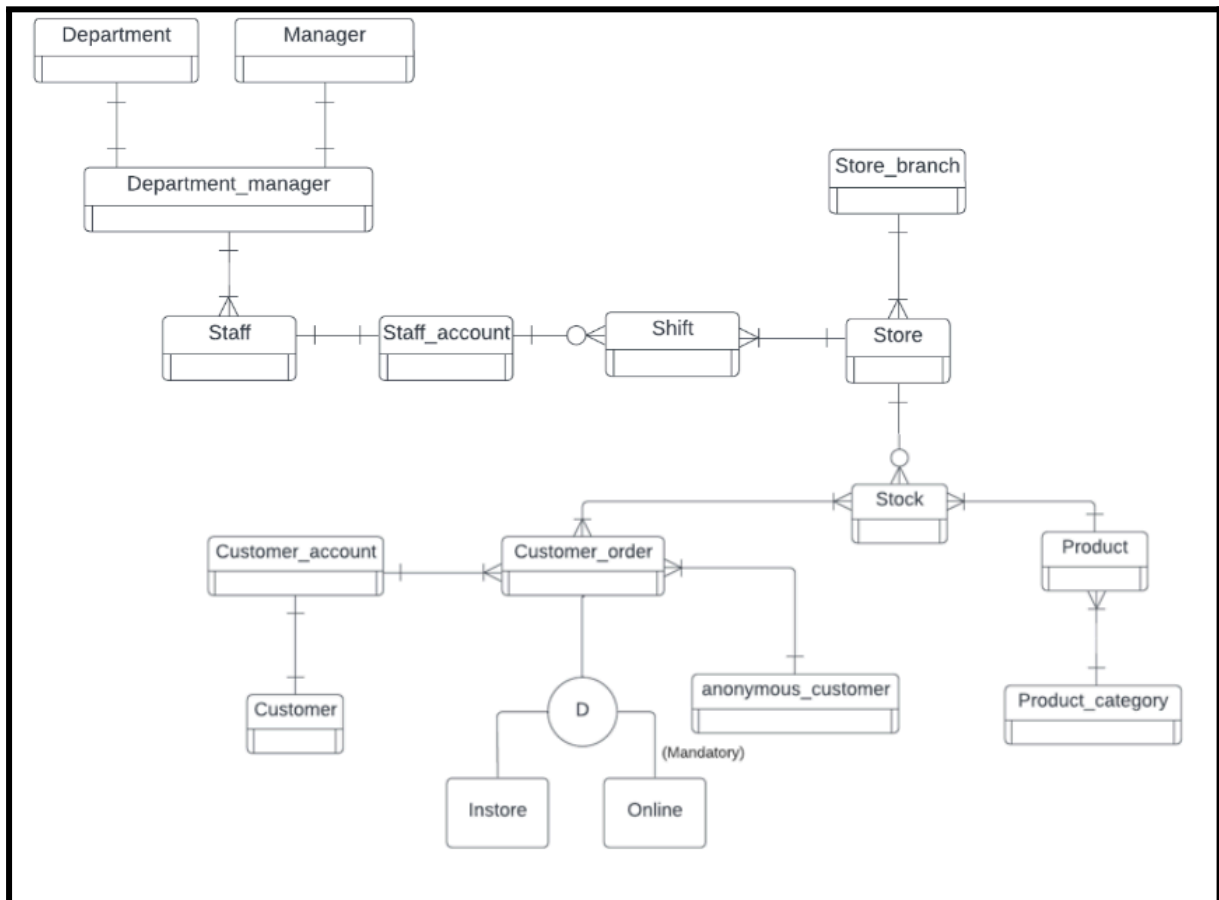 Department
Manager
Department_manager
Store_branch
Staff
Staff_account
Shift
Store
Stock
Customer_account
Customer_order
Product
Customer
D
anonymous_customer
Product_category
(Mandatory)
Instore
Online